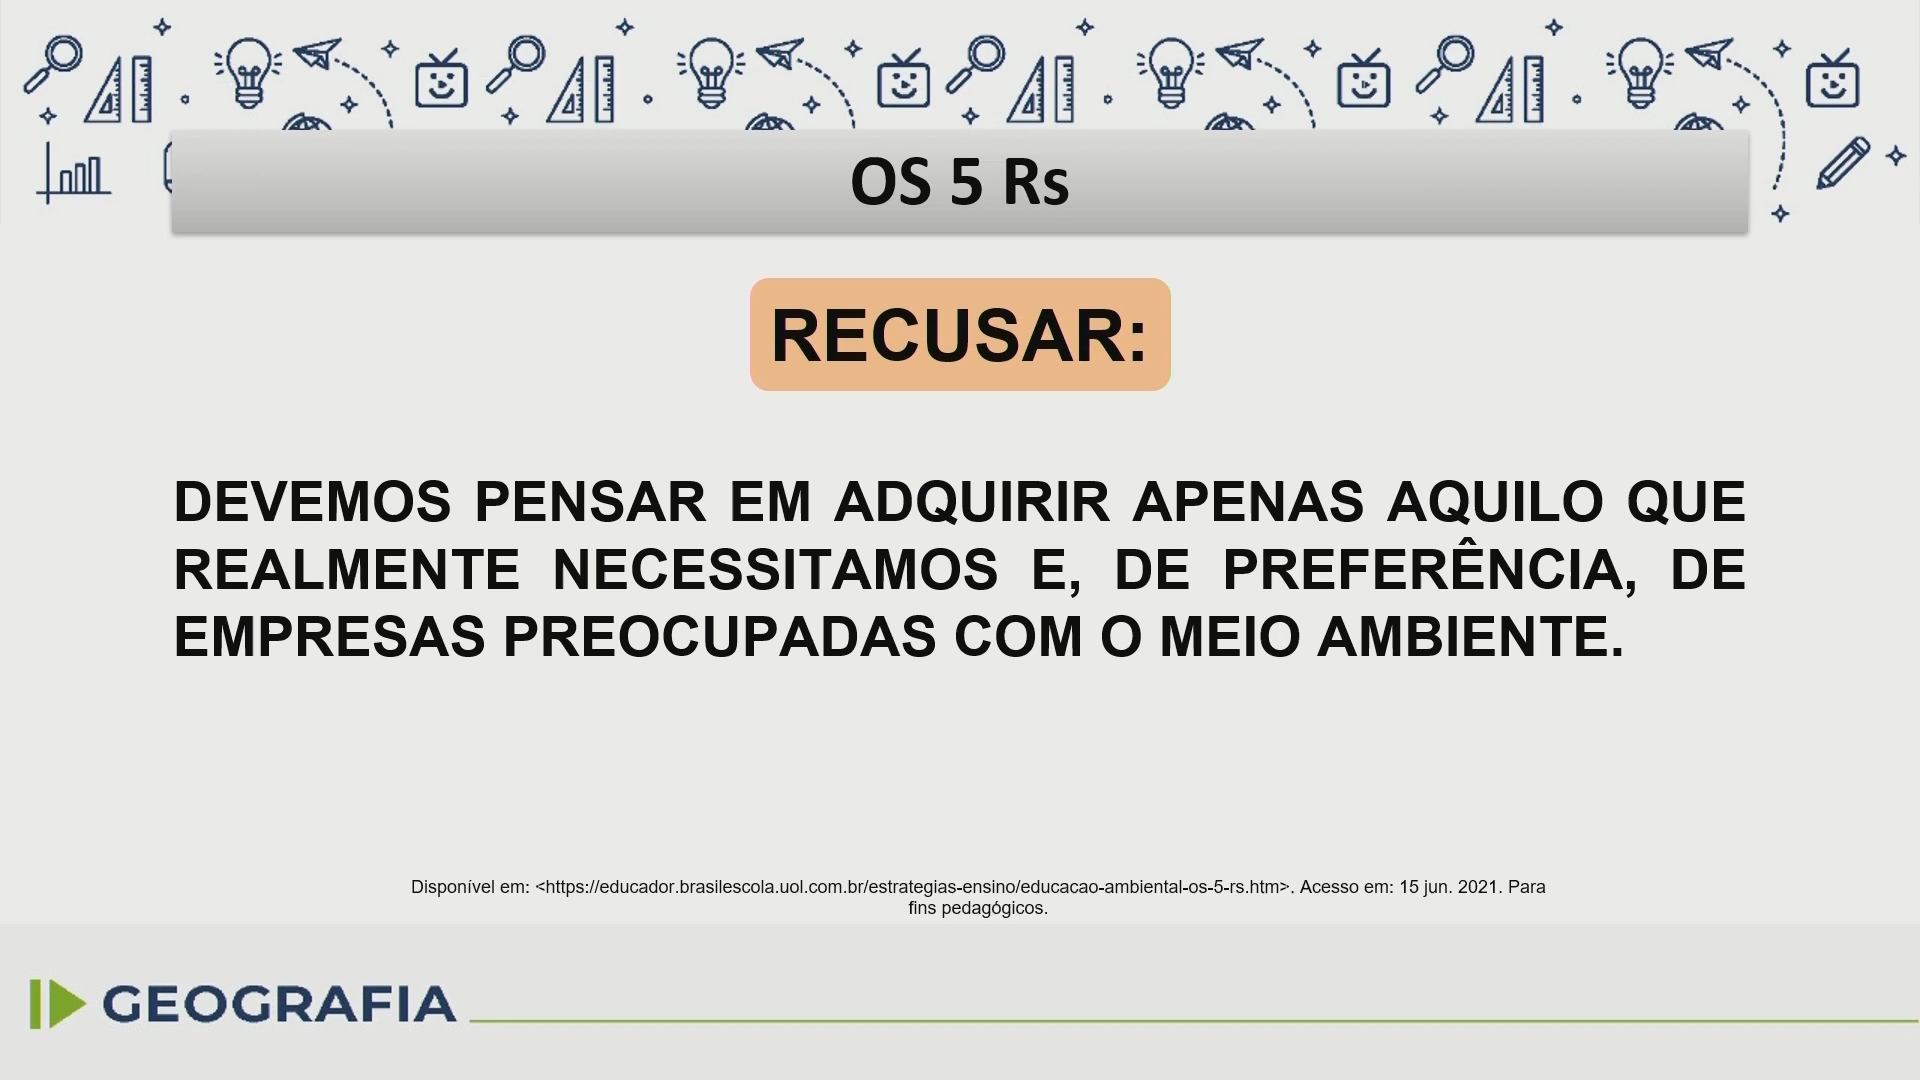 OS 5 Rs
RECUSAR:
DEVEMOS PENSAR EM ADQUIRIR APENAS AQUILO QUE
REALMENTE NECESSITAMOS E, DE PREFERÊNCIA, DE
EMPRESAS PREOCUPADAS COM O MEIO AMBIENTE.
Disponível em: <https://educador.brasilescola.uol.com.br/estrategias-ensino/educacao-ambiental-os-5-rs.htm>. Acesso em: 15 jun. 2021. Para
fins pedagógicos.
GEOGRAFIA